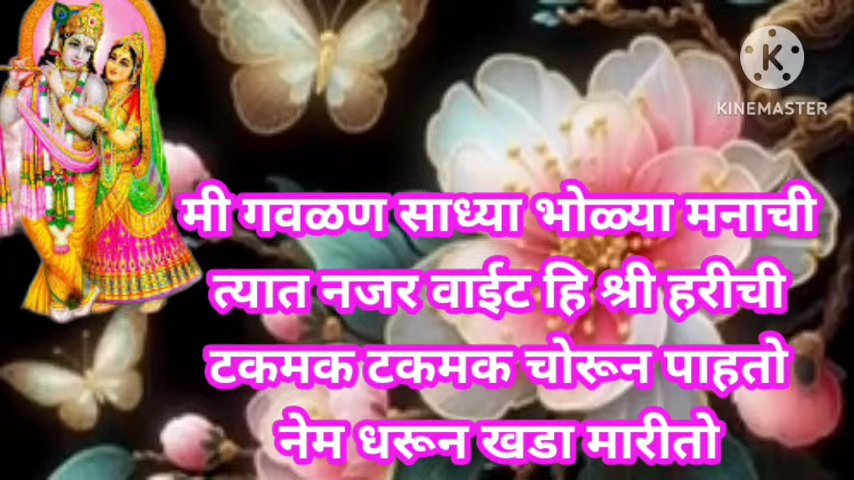 KINEMASTER
मी गवळण साध्या भोळ्या मनाची
त्यात नजर वाईट हि श्री हरीची
टकमक टकमक चोरून पाहतो
नेम धरून खडा मारीतो